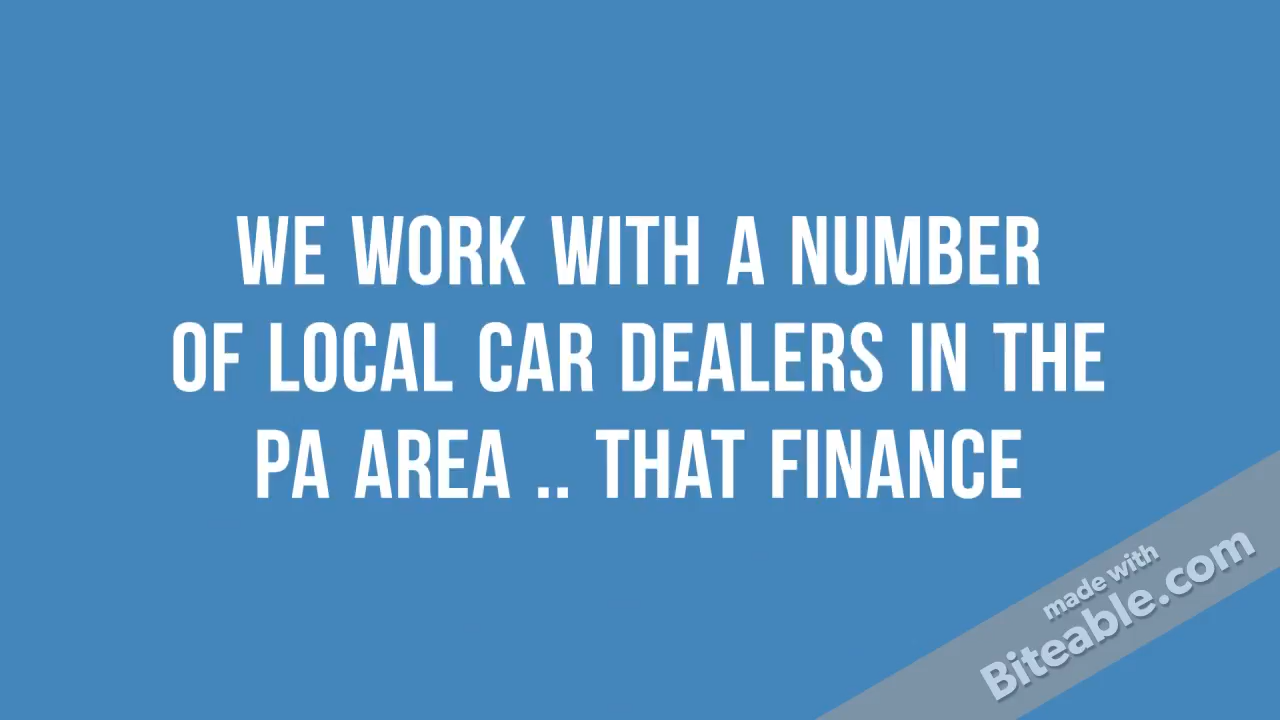 WE WORK WITH A NUMBER
OF LOCAL CAR DEALERS IN THE
PA AREA .. THAT FINANCE
made with
Biteable.com